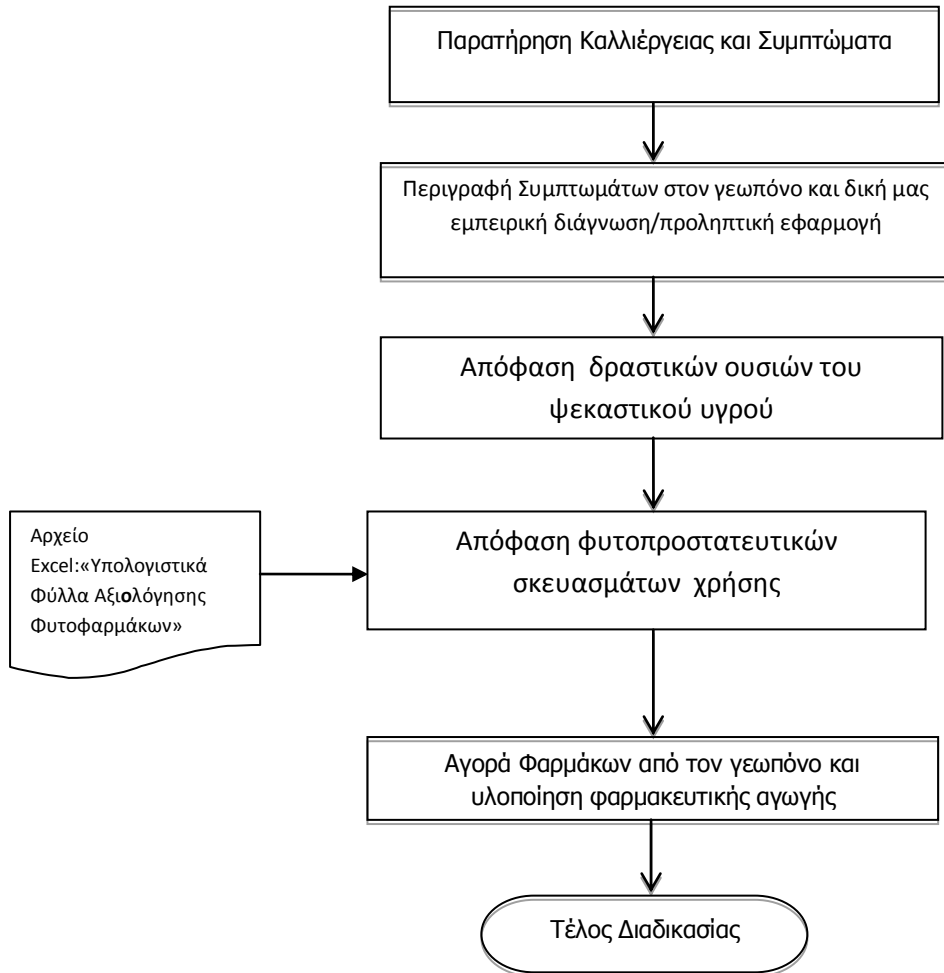 Παρατήρηση Καλλιέργειας και Συμπτώματα
Περιγραφή Συμπτωμάτων στον γεωπόνο και δική μας
εμπειρική διάγνωση/προληπτική εφαρμογή
Απόφαση δραστικών ουσιών του
ψεκαστικού υγρού
Αρχείο
Excel:«Υπολογιστικά
Φύλλα Αξιολόγησης
Φυτοφαρμάκων»
Απόφαση φυτοπροστατευτικών
σκευασμάτων χρήσης
Αγορά Φαρμάκων από τον γεωπόνο και
υλοποίηση φαρμακευτικής αγωγής
Τέλος Διαδικασίας